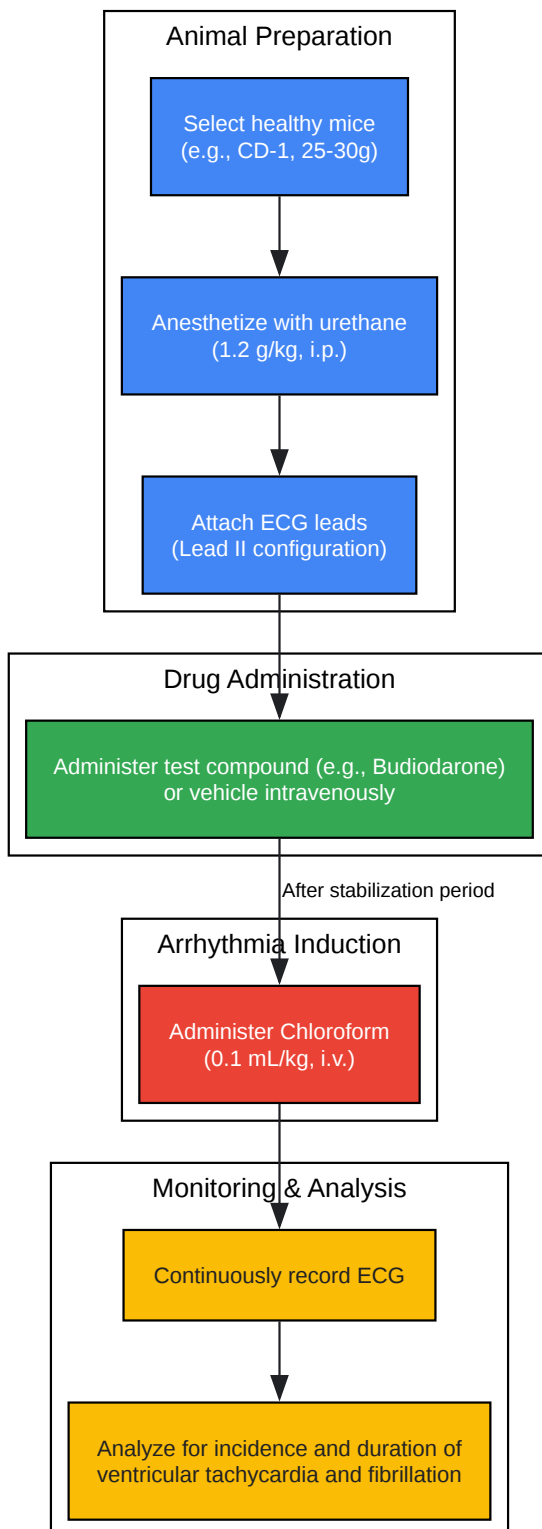 Animal Preparation
Select healthy mice
(e.g., CD-1, 25-30g)
Anesthetize with urethane
(1.2 g/kg, i.p.)
Attach ECG leads
(Lead II configuration)
Drug Administration
Administer test compound (e.g., Budiodarone)
or vehicle intravenously
After stabilization period
Arrhythmia Induction
Administer Chloroform
(0.1 mL/kg, i.v.)
Monitoring & Analysis
Continuously record ECG
Analyze for incidence and duration of
ventricular tachycardia and fibrillation